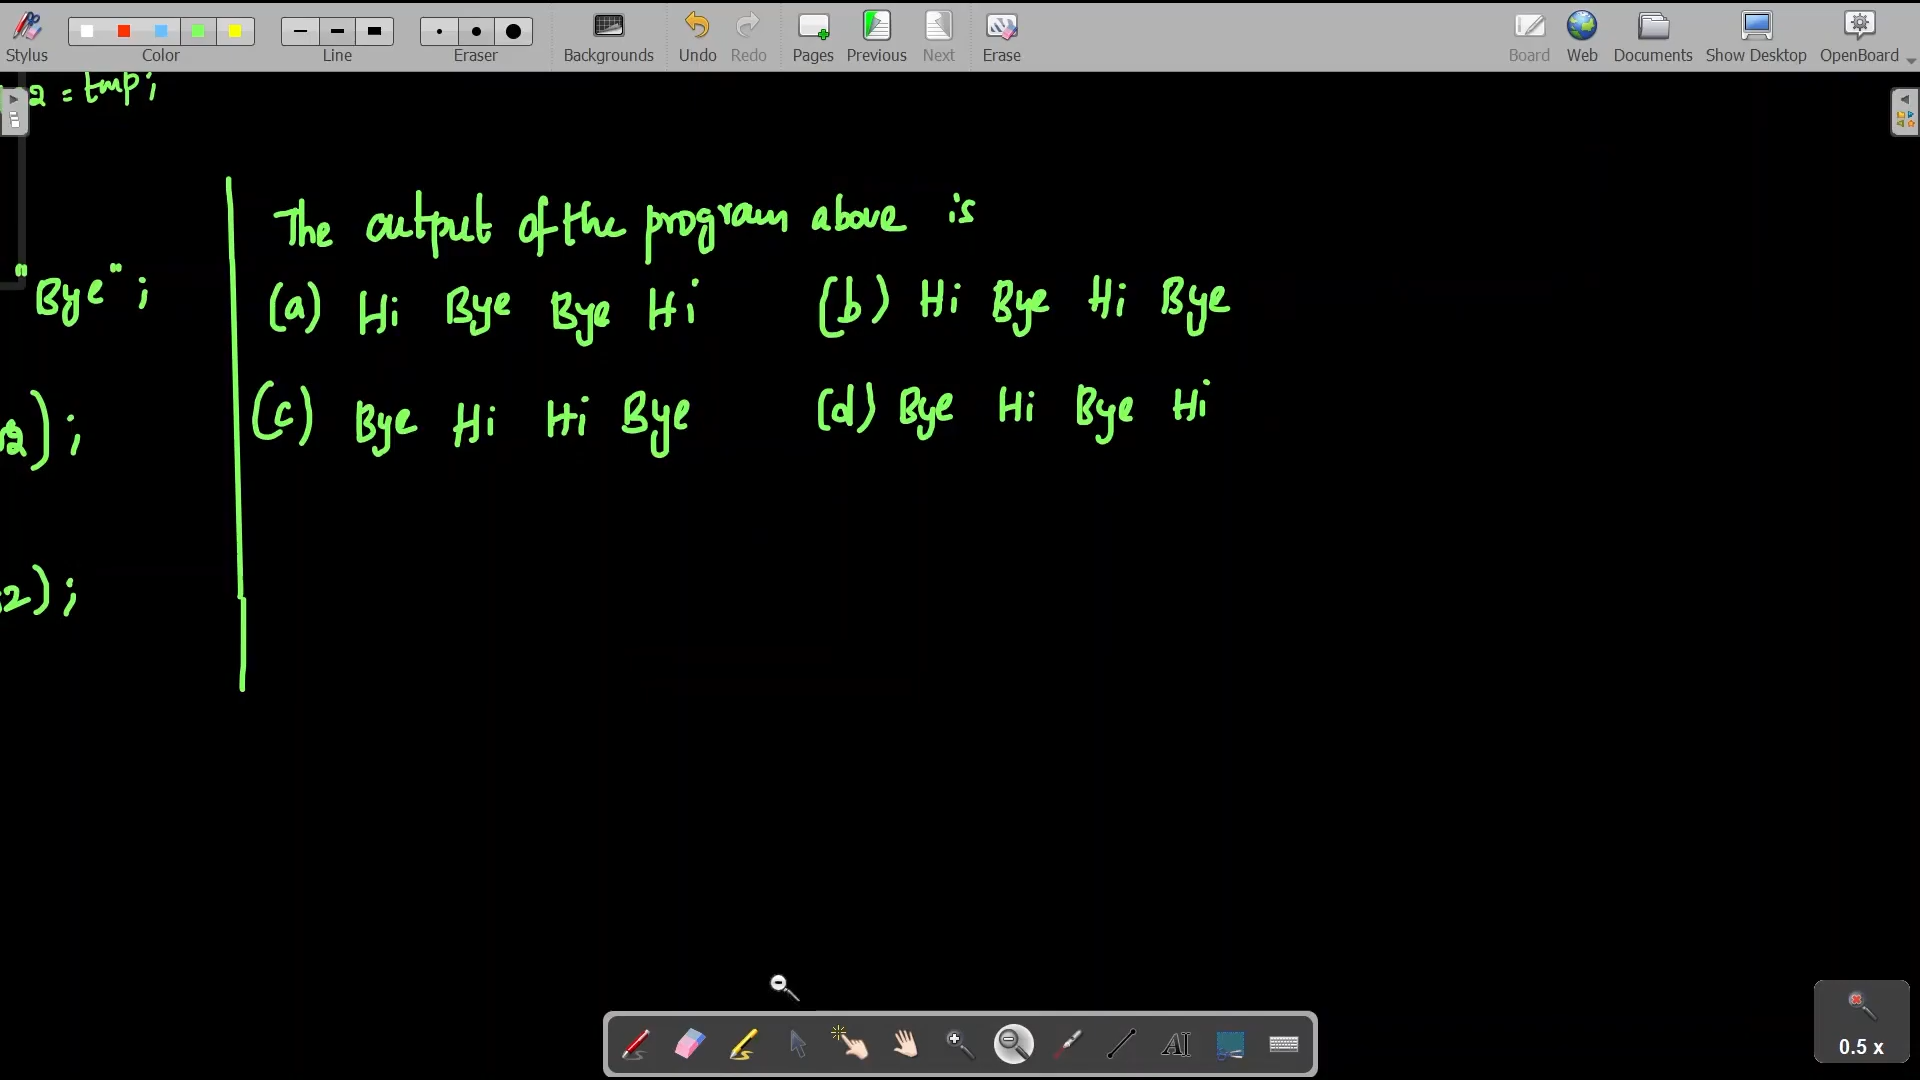 Stylus Color Line Eraser Backgrounds Undo Redo Pages Previous Next Erase Board Web Documents Show Desktop OpenBoard
2 = tmp;
The output of the program above is
"Bye";
(a) Hi Bye Bye Hi (b) Hi Bye Hi Bye
2);
(c) Bye Hi Hi Bye (d) Bye Hi Bye Hi
2);
AI
0.5 x